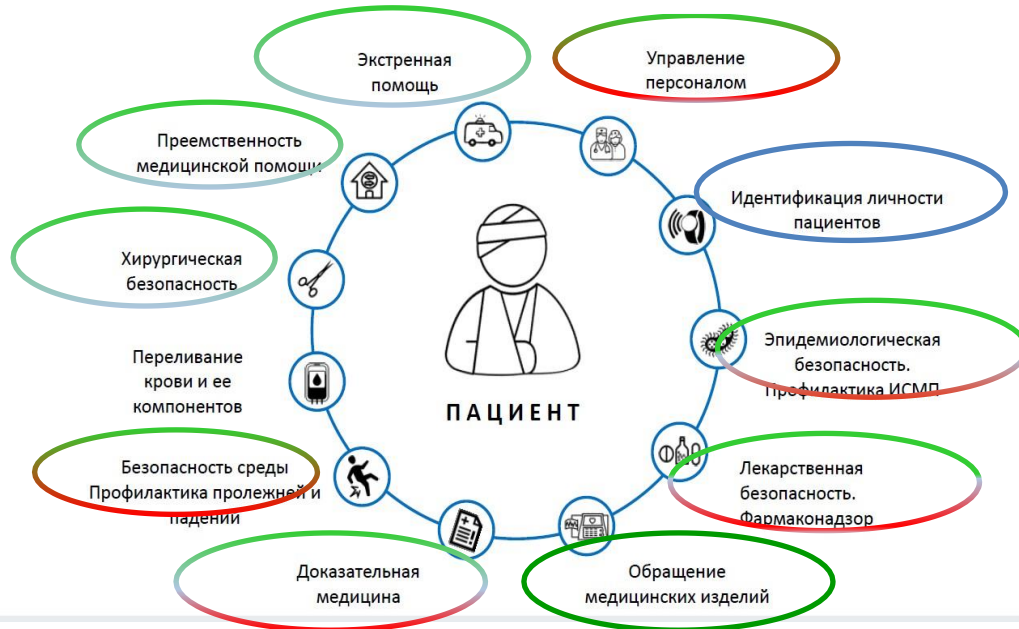 Экстренная
помощь
Управление
персоналом
Преемственность
медицинской помощи
Идентификация личности
пациентов
Хирургическая
безопасность
Эпидемиологическая
безопасность.
Профилактика ИСМП
Переливание
крови и ее
компонентов
ПАЦИЕНТ
Безопасность среды
Профилактика пролежней и
падений
Лекарственная
безопасность.
Фармаконадзор
Доказательная
медицина
Обращение
медицинских изделий